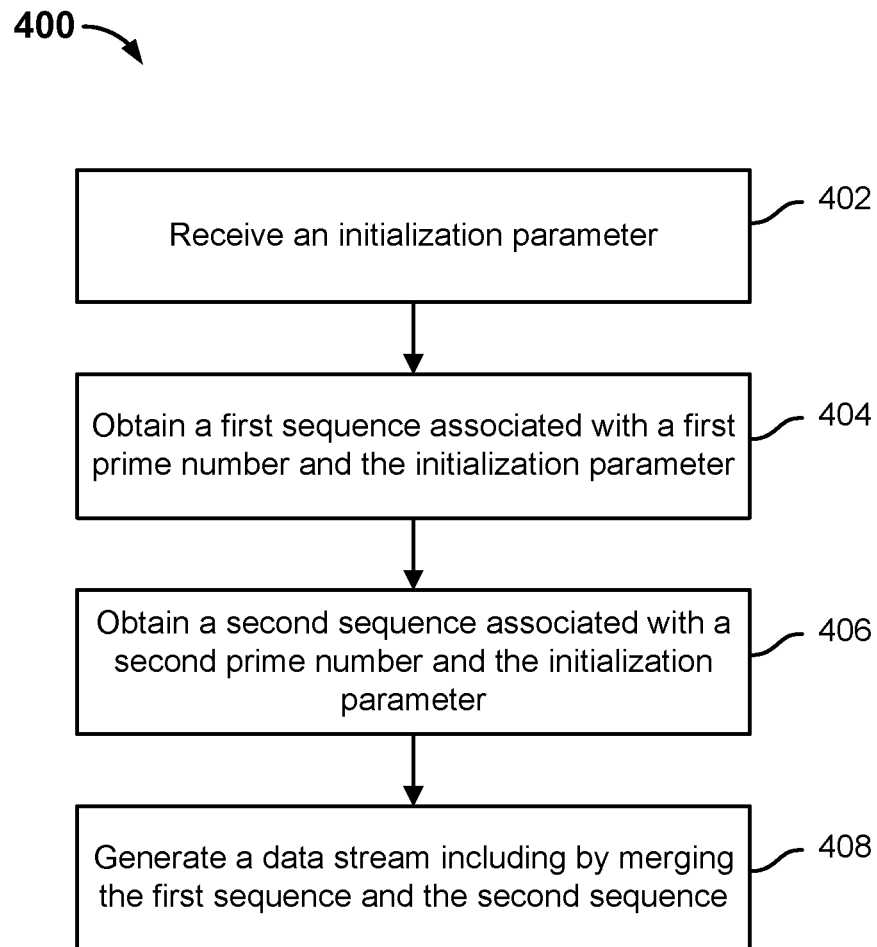 400
Receive an initialization parameter
402
Obtain a first sequence associated with a first
prime number and the initialization parameter
404
Obtain a second sequence associated with a
second prime number and the initialization
parameter
406
Generate a data stream including by merging
the first sequence and the second sequence
408